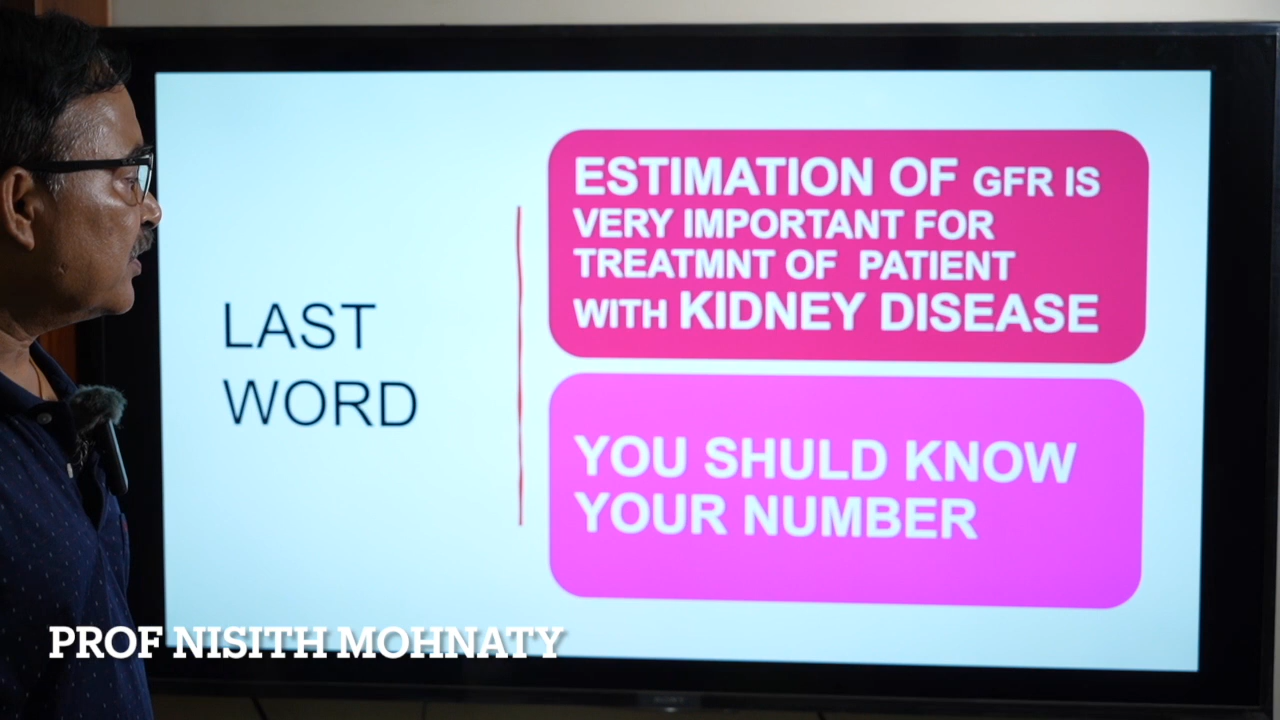 LAST
WORD
ESTIMATION OF GFR IS
VERY IMPORTANT FOR
TREATMNT OF PATIENT
WITH KIDNEY DISEASE
YOU SHULD KNOW
YOUR NUMBER
PROF NISITH MOHNATY
SONY